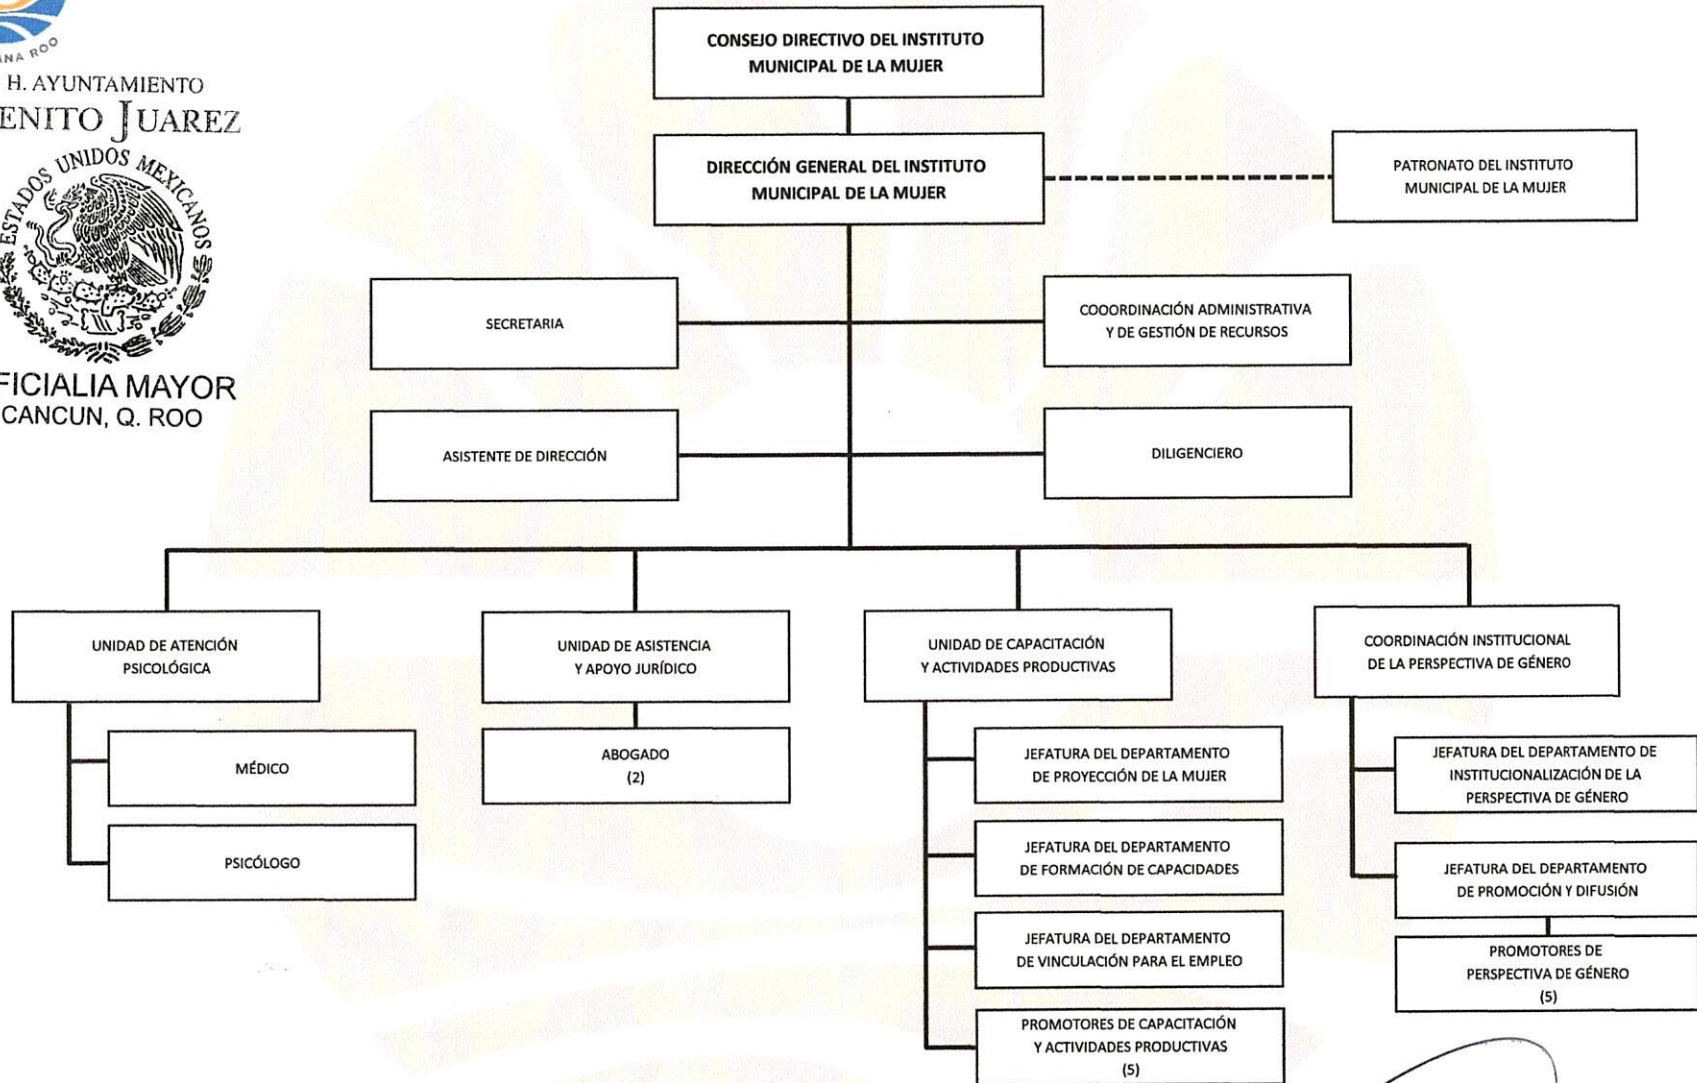 CONSEJO DIRECTIVO DEL INSTITUTO
MUNICIPAL DE LA MUJER
H. AYUNTAMIENTO
ESTADOS UNIDOS MEXICANOS
DIRECCIÓN GENERAL DEL INSTITUTO
MUNICIPAL DE LA MUJER
PATRONATO DEL INSTITUTO
MUNICIPAL DE LA MUJER
SECRETARIA
COOORDINACIÓN ADMINISTRATIVA
Y DE GESTIÓN DE RECURSOS
ENITO JUAREZ
FICIALIA MAYOR
CANCUN, Q. ROO
ASISTENTE DE DIRECCIÓN
DILIGENCIERO
UNIDAD DE ATENCIÓN
PSICOLÓGICA
MÉDICO
PSICÓLOGO
UNIDAD DE ASISTENCIA
Y APOYO JURÍDICO
ABOGADO
(2)
UNIDAD DE CAPACITACIÓN
Y ACTIVIDADES PRODUCTIVAS
JEFATURA DEL DEPARTAMENTO
DE PROYECCIÓN DE LA MUJER
JEFATURA DEL DEPARTAMENTO
DE FORMACIÓN DE CAPACIDADES
JEFATURA DEL DEPARTAMENTO
DE VINCULACIÓN PARA EL EMPLEO
PROMOTORES DE CAPACITACIÓN
Y ACTIVIDADES PRODUCTIVAS
(5)
COORDINACIÓN INSTITUCIONAL
DE LA PERSPECTIVA DE GÉNERO
JEFATURA DEL DEPARTAMENTO DE
INSTITUCIONALIZACIÓN DE LA
PERSPECTIVA DE GÉNERO
JEFATURA DEL DEPARTAMENTO
DE PROMOCIÓN Y DIFUSIÓN
PROMOTORES DE
PERSPECTIVA DE GÉNERO
(5)